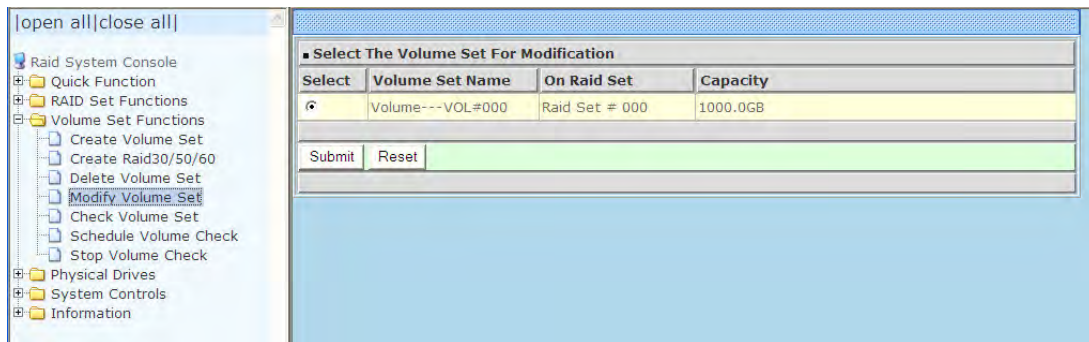 |open all|close all|
Raid System Console
Quick Function
RAID Set Functions
Volume Set Functions
Create Volume Set
Create Raid30/50/60
Delete Volume Set
Modify Volume Set
Check Volume Set
Schedule Volume Check
Stop Volume Check
Physical Drives
System Controls
Information
Select The Volume Set For Modification
Select Volume Set Name On Raid Set Capacity
Volume---VOL#000 Raid Set # 000 1000.0GB
Submit Reset